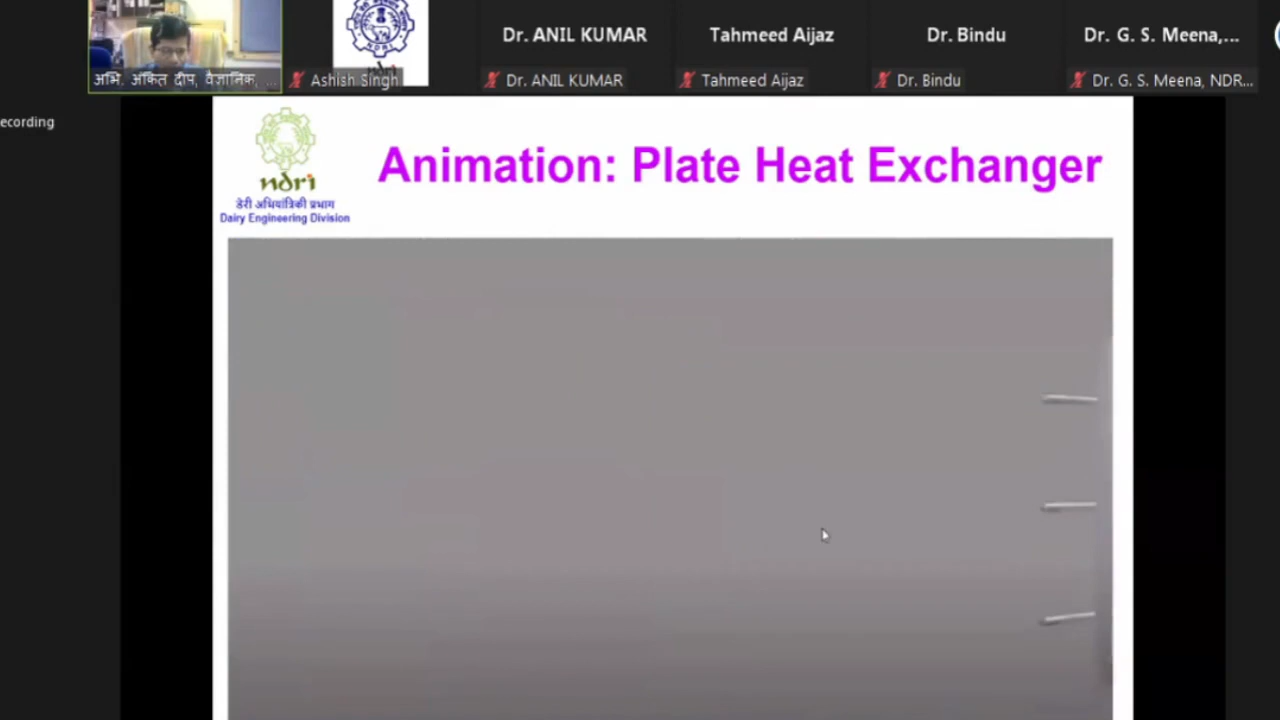 Dr. ANIL KUMAR
Tahmeed Aijaz
Dr. Bindu
Dr. G. S. Meena,...
अभि. अंकित दीप, वैज्ञानिक, ...
Ashish Singh
Dr. ANIL KUMAR
Tahmeed Aijaz
Dr. Bindu
Dr. G. S. Meena, NDR...
ecording
Animation: Plate Heat Exchanger
ndri
डेरी अभियांत्रिकी प्रभाग
Dairy Engineering Division